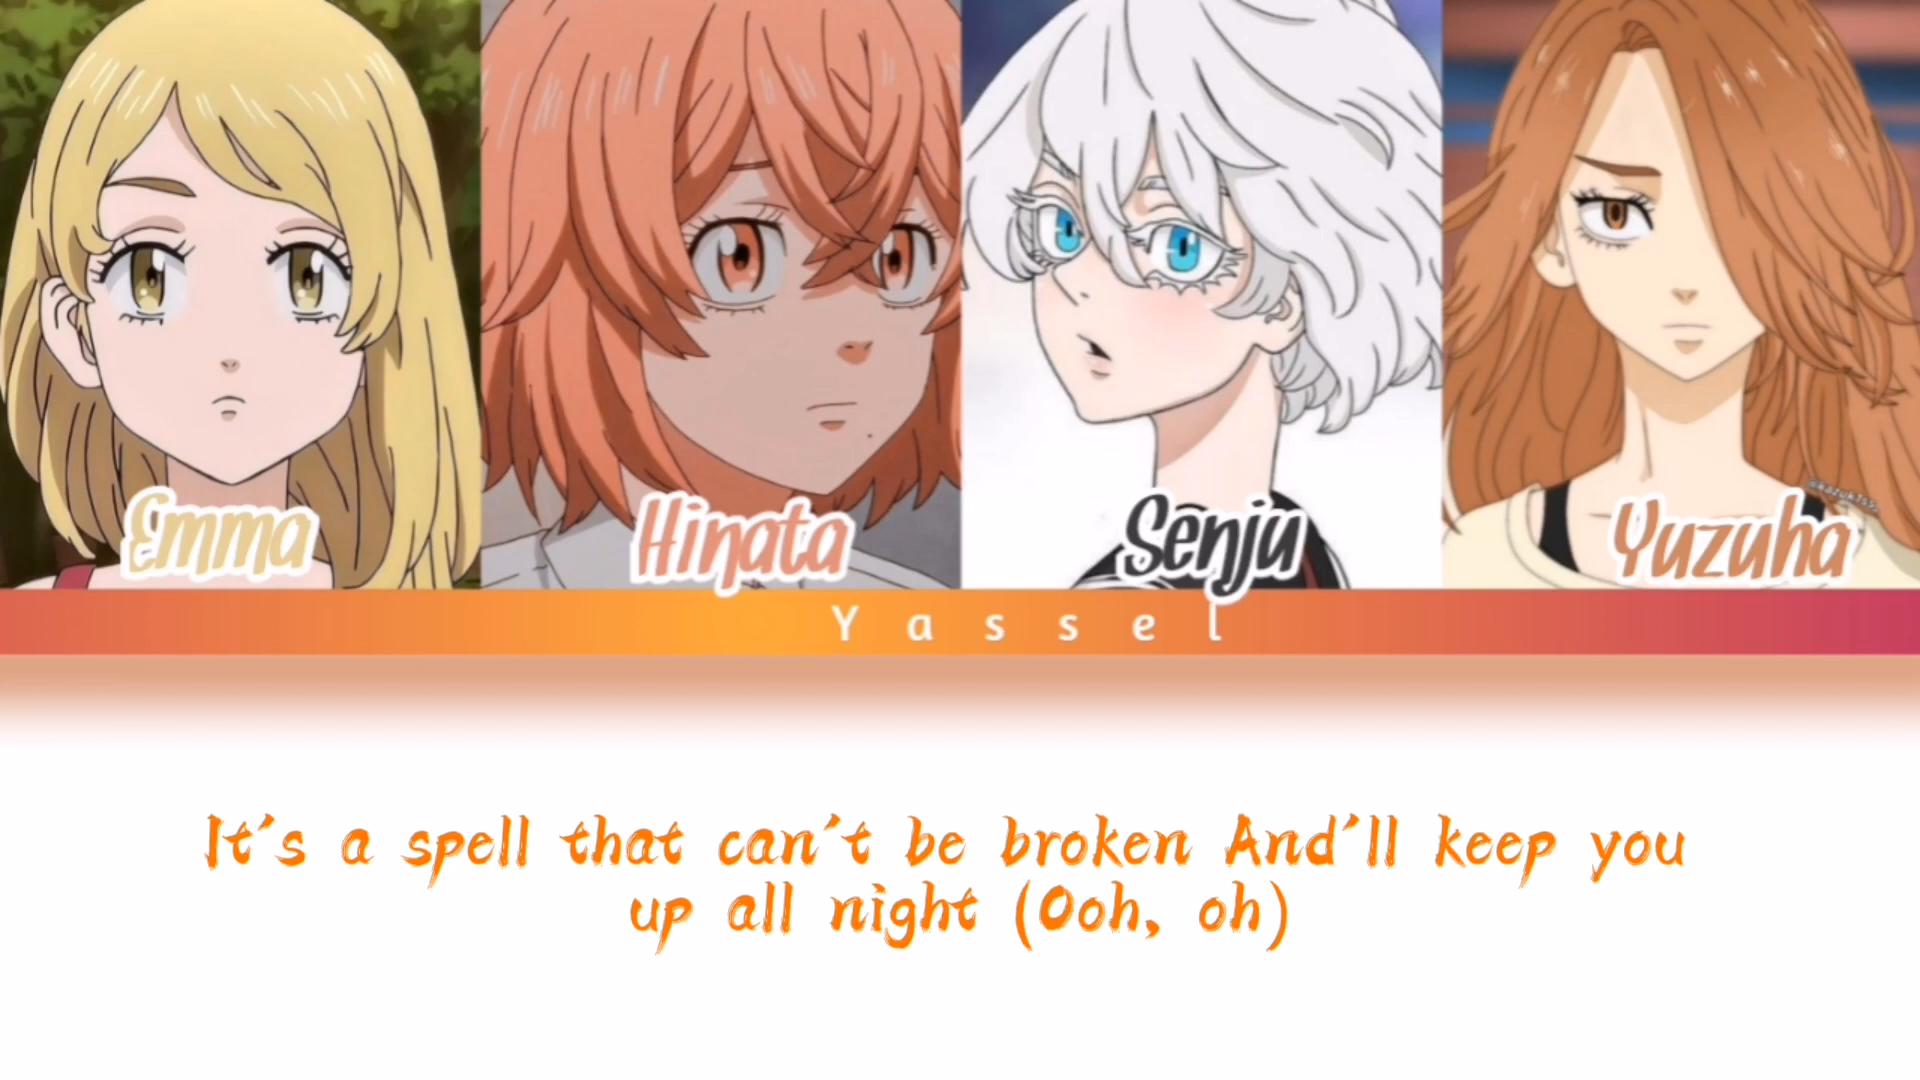 Emma
Hinata
Senju
@kazuk1ss
Yuzuha
Yassel
It's a spell that can't be broken And'll keep you
up all night (Ooh, oh)